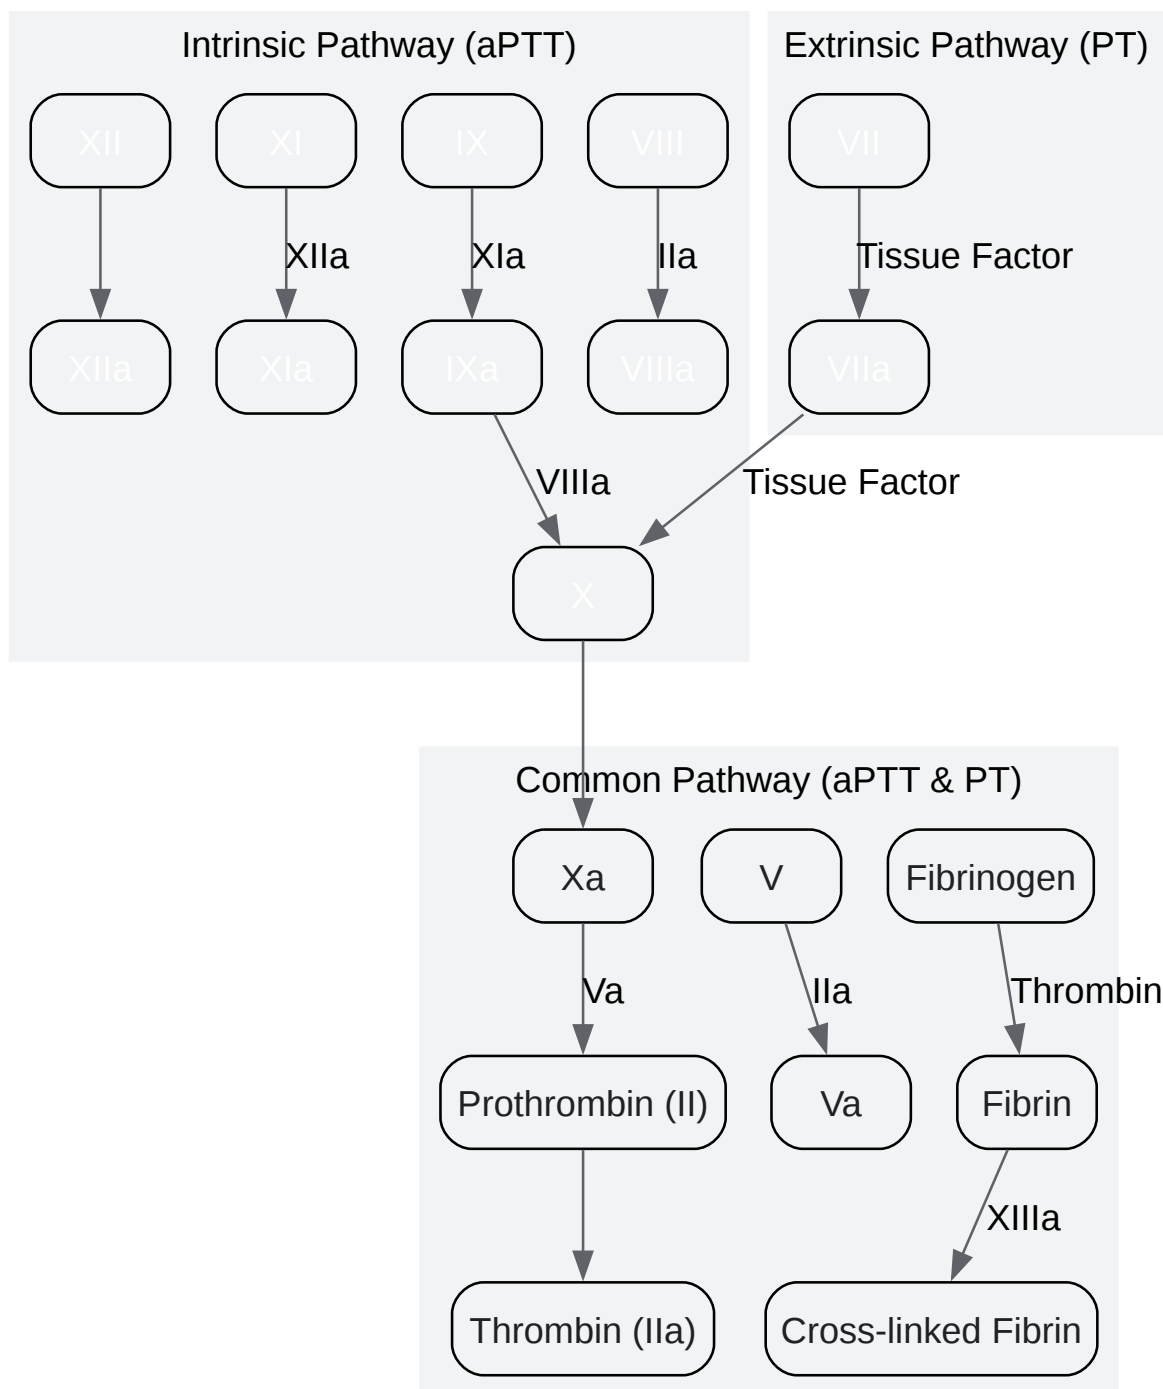 Intrinsic Pathway (aPTT)
Extrinsic Pathway (PT)
XII
XI
IX
VIII
VII
XIIa
XIa
IIa
Tissue Factor
XIIa
XIa
IXa
VIIIa
VIIa
VIIIa
Tissue Factor
X
Common Pathway (aPTT & PT)
Xa
V
Fibrinogen
Va
IIa
Thrombin
Prothrombin (II)
Va
Fibrin
XIIIa
Thrombin (IIa)
Cross-linked Fibrin